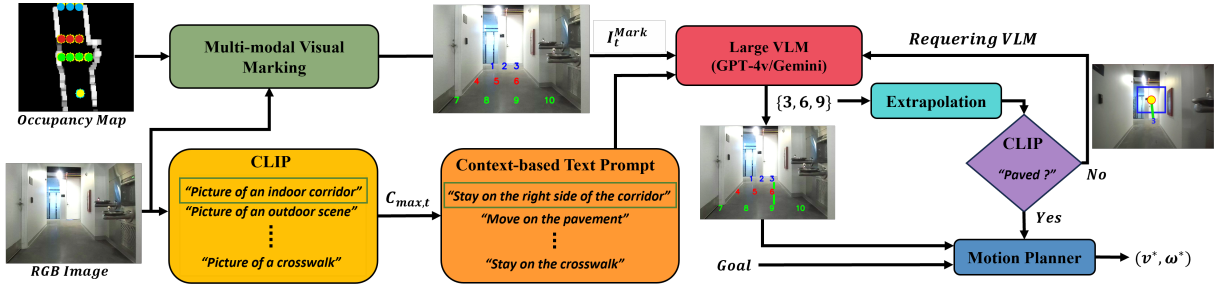 Occupancy Map
Multi-modal Visual
Marking
1 2 3
4 5 6
7 8 9 10
I_t^{Mark}
Large VLM
(GPT-4v/Gemini)
Requering VLM
{3, 6, 9}
Extrapolation
3
CLIP
"Paved ?"
No
Yes
RGB Image
CLIP
"Picture of an indoor corridor"
"Picture of an outdoor scene"
"Picture of a crosswalk"
C_{max,t}
Context-based Text Prompt
"Stay on the right side of the corridor"
"Move on the pavement"
"Stay on the crosswalk"
1 2 3
4 5 6
7 8 9 10
Goal
Motion Planner
(v*, ω*)